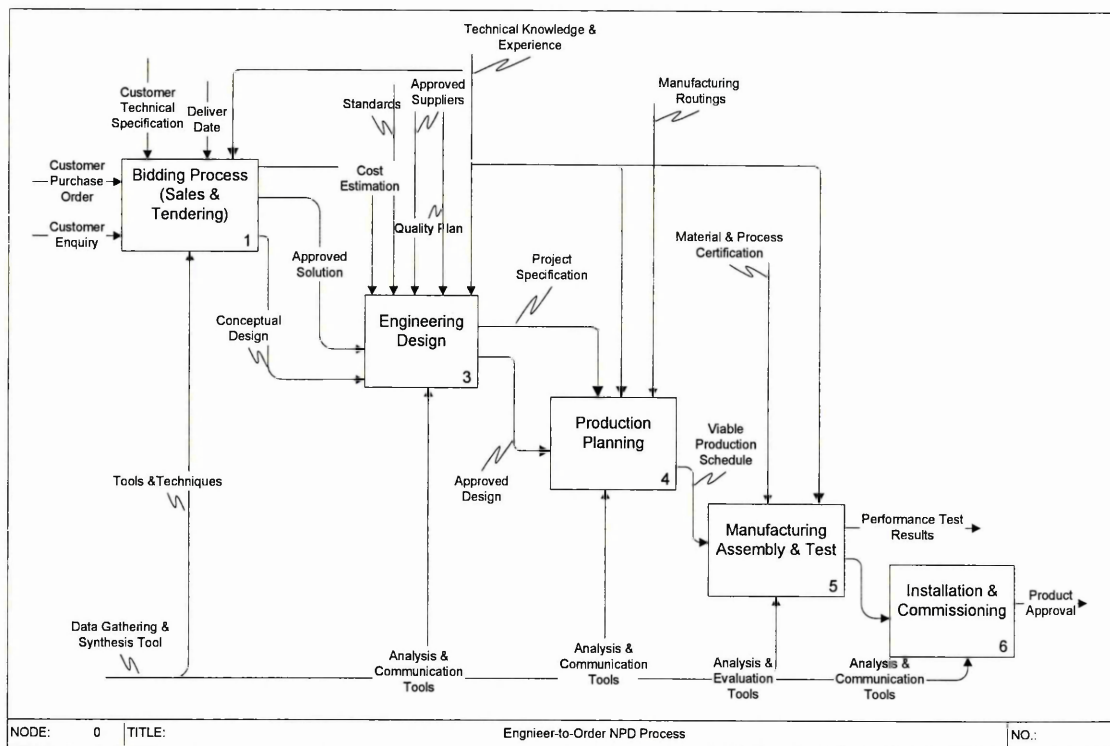 Technical Knowledge &
Experience
Customer
Technical
Specification
Deliver
Date
Standards
Approved
Suppliers
Manufacturing
Routings
Customer
Purchase
Order
Customer
Enquiry
Bidding Process
(Sales &
Tendering)
1
Cost
Estimation
Quality Plan
Approved
Solution
Material & Process
Certification
Project
Specification
Conceptual
Design
Engineering
Design
3
Production
Planning
4
Viable
Production
Schedule
Approved
Design
Tools &Techniques
Manufacturing
Assembly & Test
5
Performance Test
Results
Installation &
Commissioning
6
Product
Approval
Data Gathering &
Synthesis Tool
Analysis &
Communication
Tools
Analysis &
Communication
Tools
Analysis &
Evaluation
Tools
Analysis &
Communication
Tools
NODE: 0 TITLE: Engnieer-to-Order NPD Process NO.: